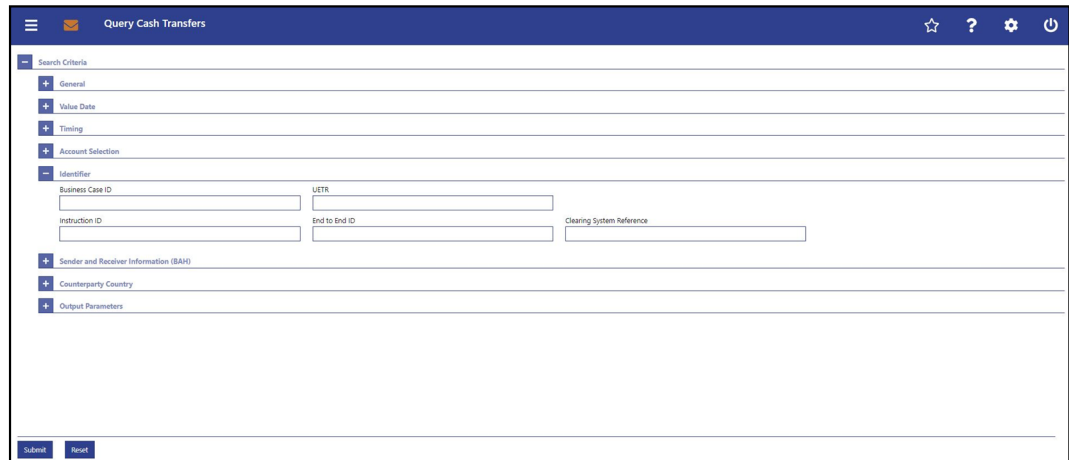 Query Cash Transfers
Search Criteria
General
Value Date
Timing
Account Selection
Identifier
Business Case ID UETR
Instruction ID End to End ID Clearing System Reference
Sender and Receiver Information (BAH)
Counterparty Country
Output Parameters
Submit Reset